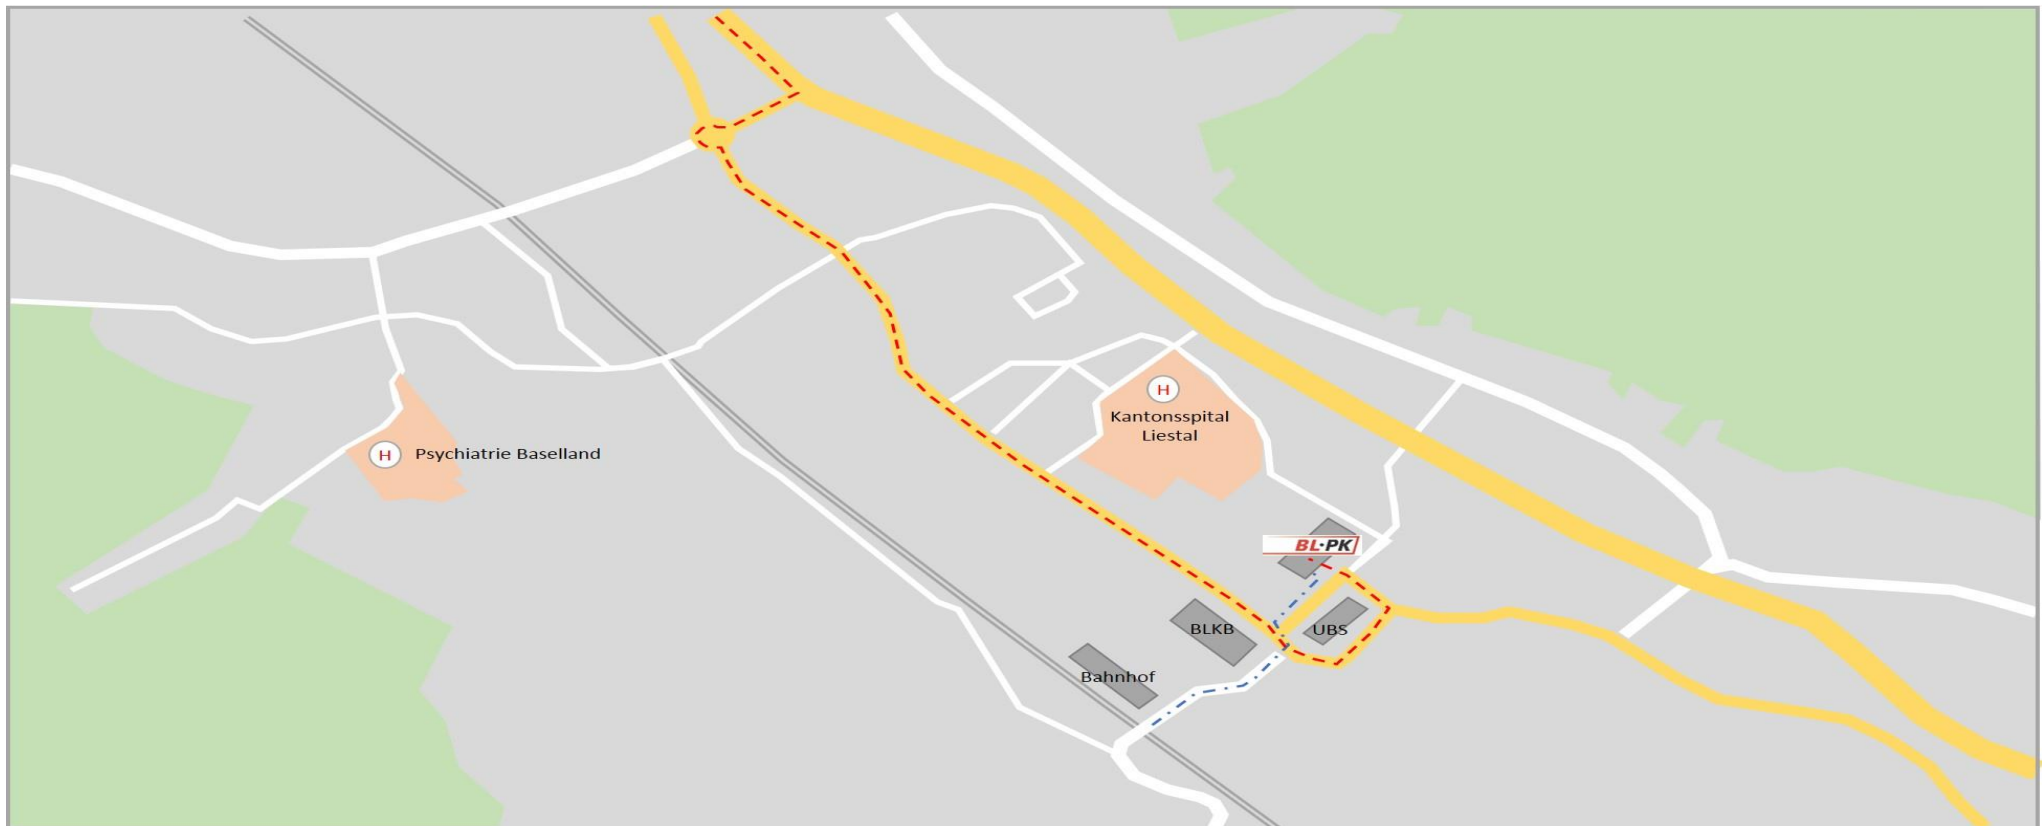 H
Kantonsspital
Liestal
H
Psychiatrie Baselland
BL·PK
BLKB
UBS
Bahnhof